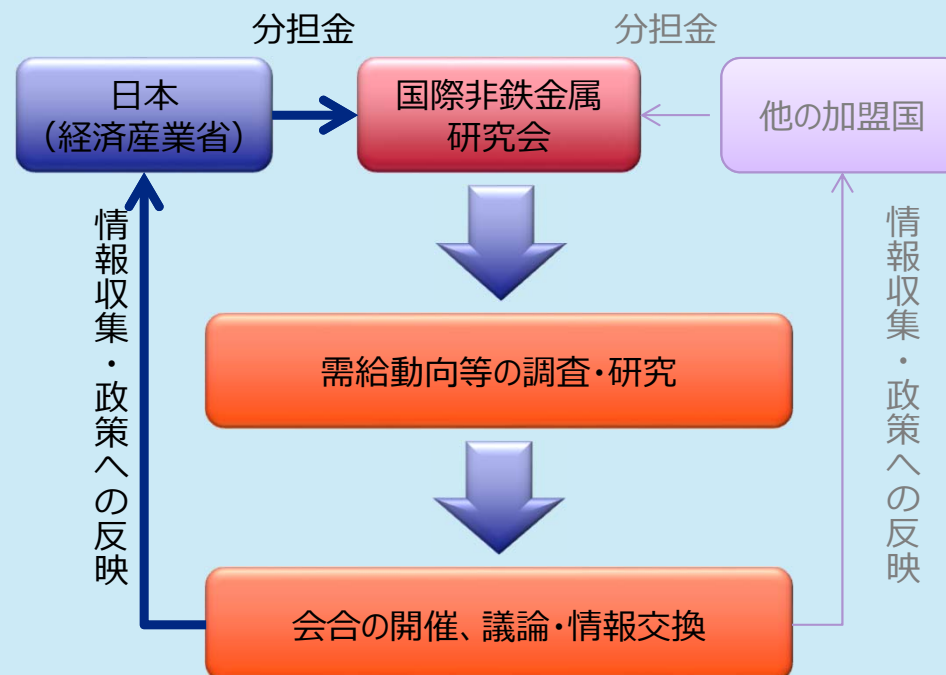 分担金
分担金
日本
（経済産業省）
国際非鉄金属
研究会
他の加盟国
情報収集・政策への反映
情報収集・政策への反映
需給動向等の調査・研究
会合の開催、議論・情報交換